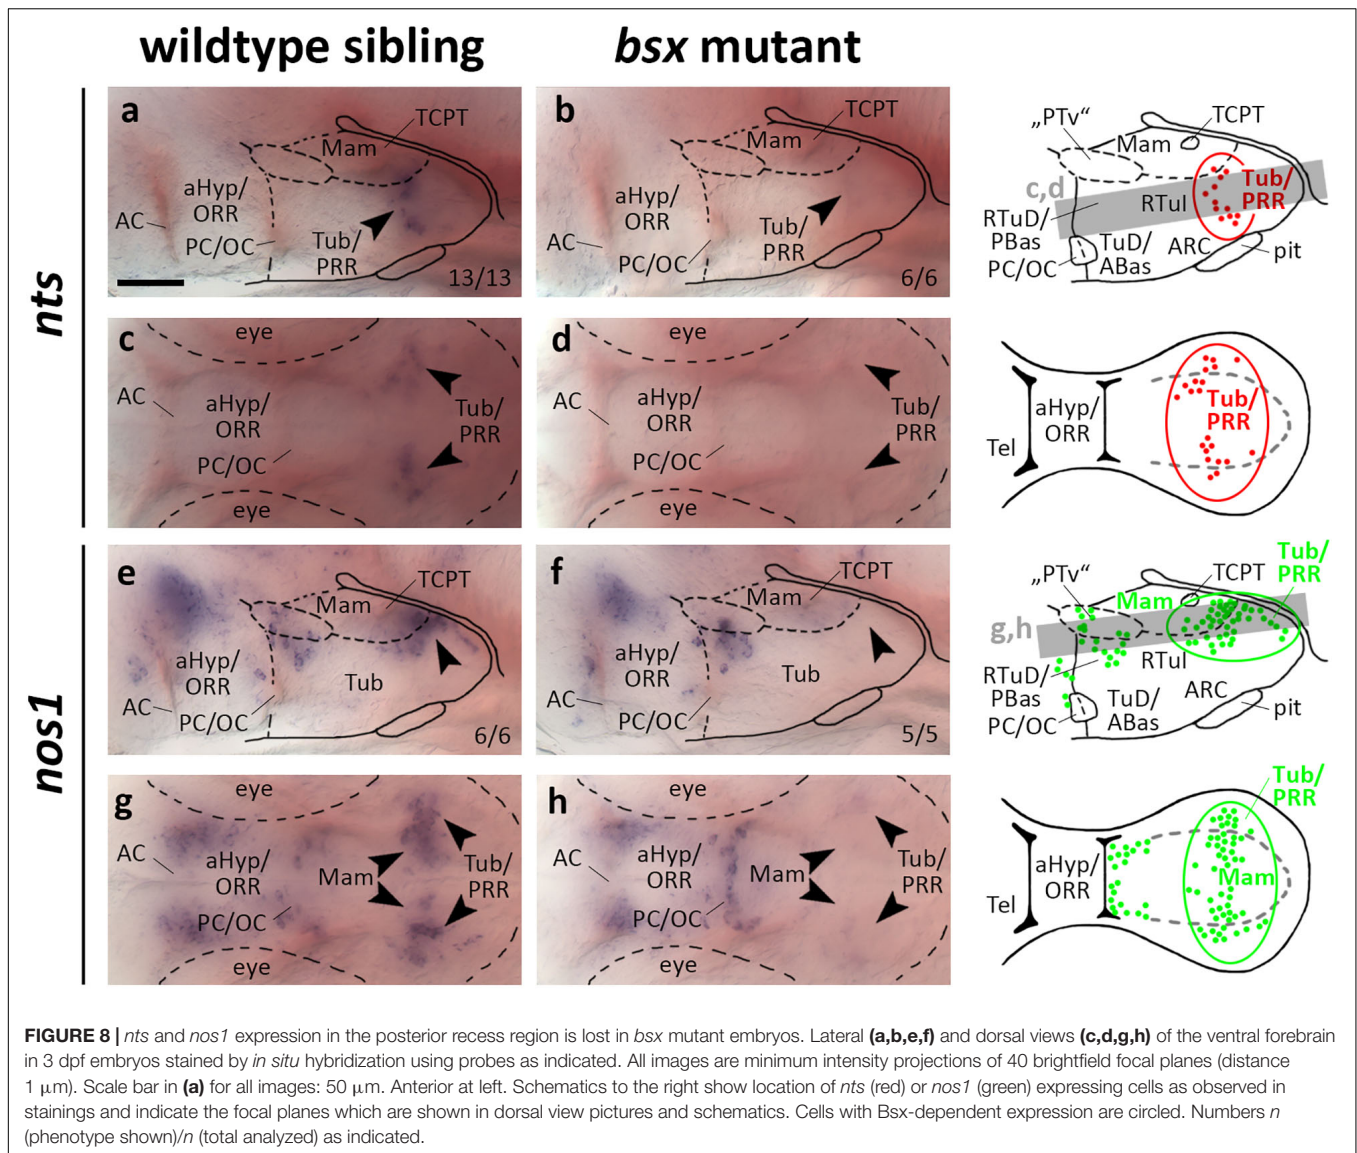 wildtype sibling
bsx mutant
nts
a
TCPT
Mam
aHyp/
ORR
AC
PC/OC
Tub/
PRR
13/13
b
TCPT
Mam
aHyp/
ORR
AC
PC/OC
Tub/
PRR
6/6
„PTv“
TCPT
Mam
c,d
Tub/
PRR
RTuI
RTuD/
PBas
TuD/
ABas
ARC
PC/OC
pit
c
eye
AC
aHyp/
ORR
Tub/
PRR
PC/OC
eye
d
eye
AC
aHyp/
ORR
Tub/
PRR
PC/OC
eye
aHyp/
ORR
Tel
Tub/
PRR
nos1
e
TCPT
Mam
aHyp/
ORR
Tub
AC
PC/OC
6/6
f
TCPT
Mam
aHyp/
ORR
Tub
AC
PC/OC
5/5
Tub/
PRR
„PTv“
TCPT
Mam
g,h
RTuI
RTuD/
PBas
TuD/
ABas
ARC
PC/OC
pit
g
eye
AC
aHyp/
ORR
Mam
Tub/
PRR
PC/OC
eye
h
eye
AC
aHyp/
ORR
Mam
Tub/
PRR
PC/OC
eye
Tub/
PRR
aHyp/
ORR
Mam
Tel
FIGURE 8 | nts and nos1 expression in the posterior recess region is lost in bsx mutant embryos. Lateral (a,b,e,f) and dorsal views (c,d,g,h) of the ventral forebrain
in 3 dpf embryos stained by in situ hybridization using probes as indicated. All images are minimum intensity projections of 40 brightfield focal planes (distance
1 μm). Scale bar in (a) for all images: 50 μm. Anterior at left. Schematics to the right show location of nts (red) or nos1 (green) expressing cells as observed in
stainings and indicate the focal planes which are shown in dorsal view pictures and schematics. Cells with Bsx-dependent expression are circled. Numbers n
(phenotype shown)/n (total analyzed) as indicated.